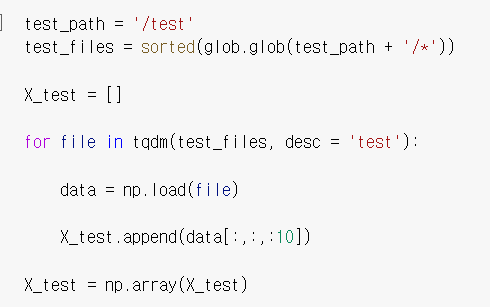 test_path = '/test'
test_files = sorted(glob.glob(test_path + '/*'))
X_test = []
for file in tqdm(test_files, desc = 'test'):
data = np.load(file)
X_test.append(data[:,:,:10])
X_test = np.array(X_test)